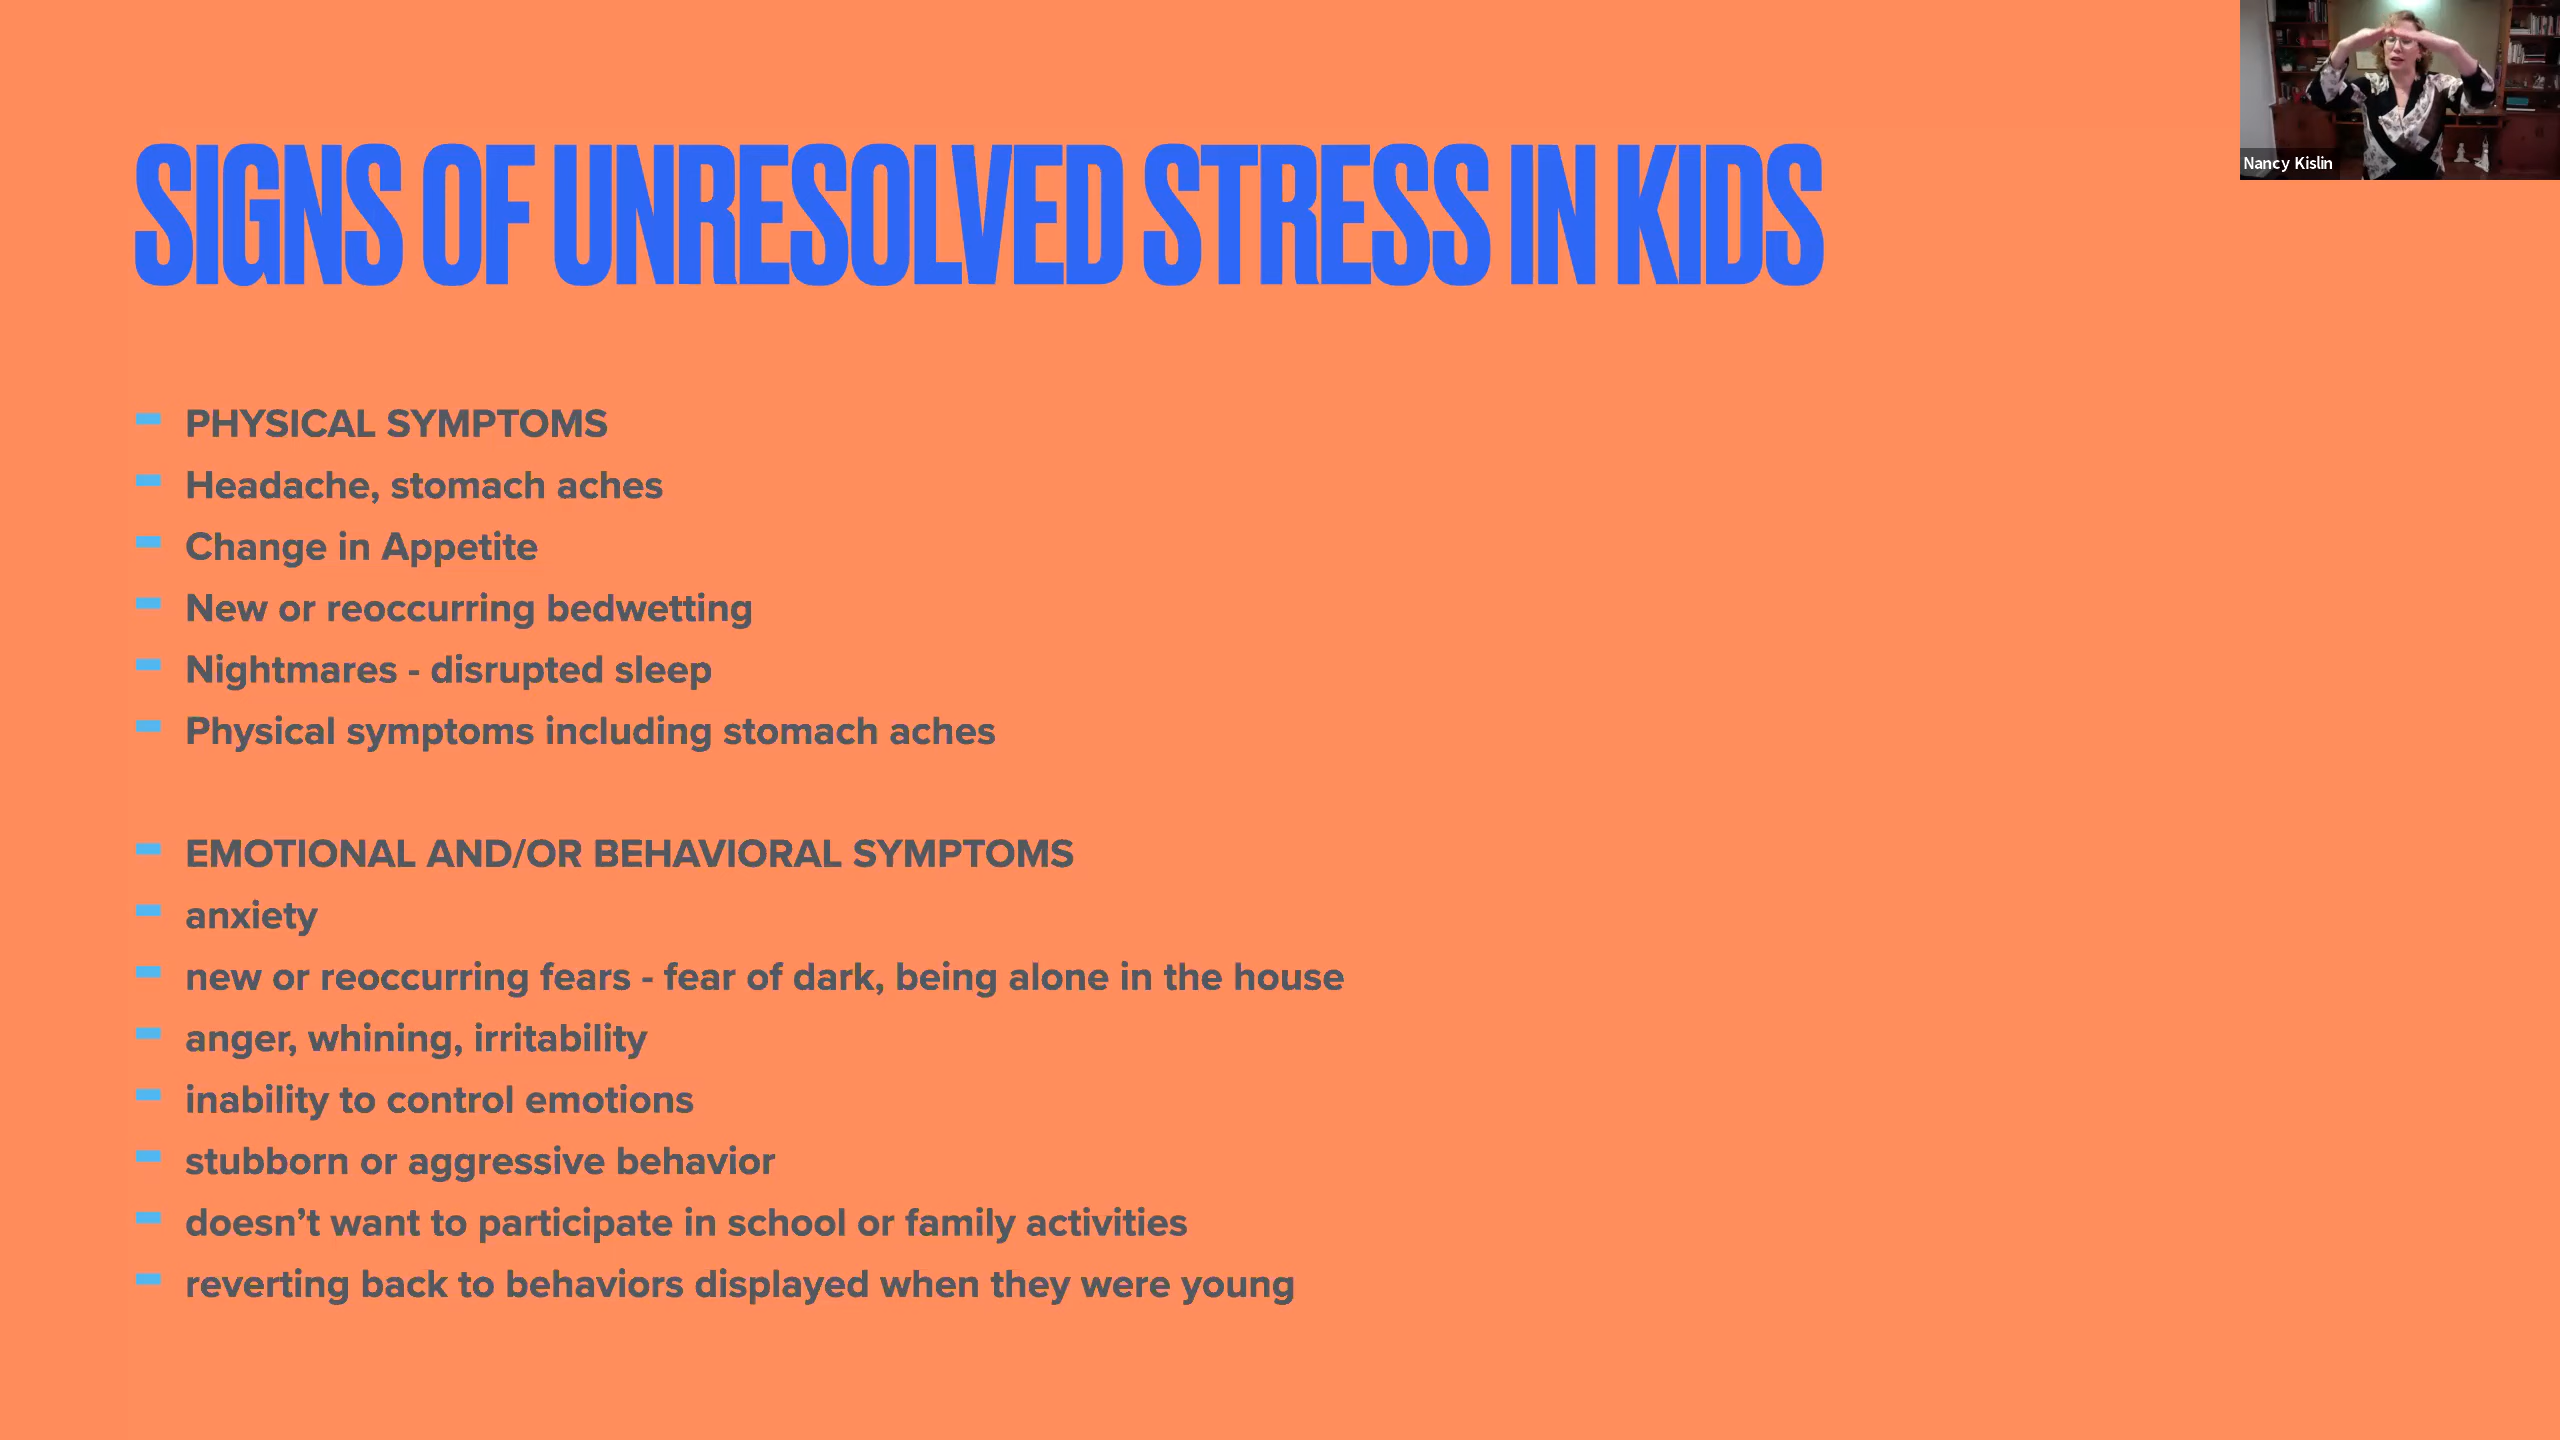 Nancy Kislin
SIGNS OF UNRESOLVED STRESS IN KIDS
PHYSICAL SYMPTOMS
Headache, stomach aches
Change in Appetite
New or reoccurring bedwetting
Nightmares - disrupted sleep
Physical symptoms including stomach aches
EMOTIONAL AND/OR BEHAVIORAL SYMPTOMS
anxiety
new or reoccurring fears - fear of dark, being alone in the house
anger, whining, irritability
inability to control emotions
stubborn or aggressive behavior
doesn’t want to participate in school or family activities
reverting back to behaviors displayed when they were young